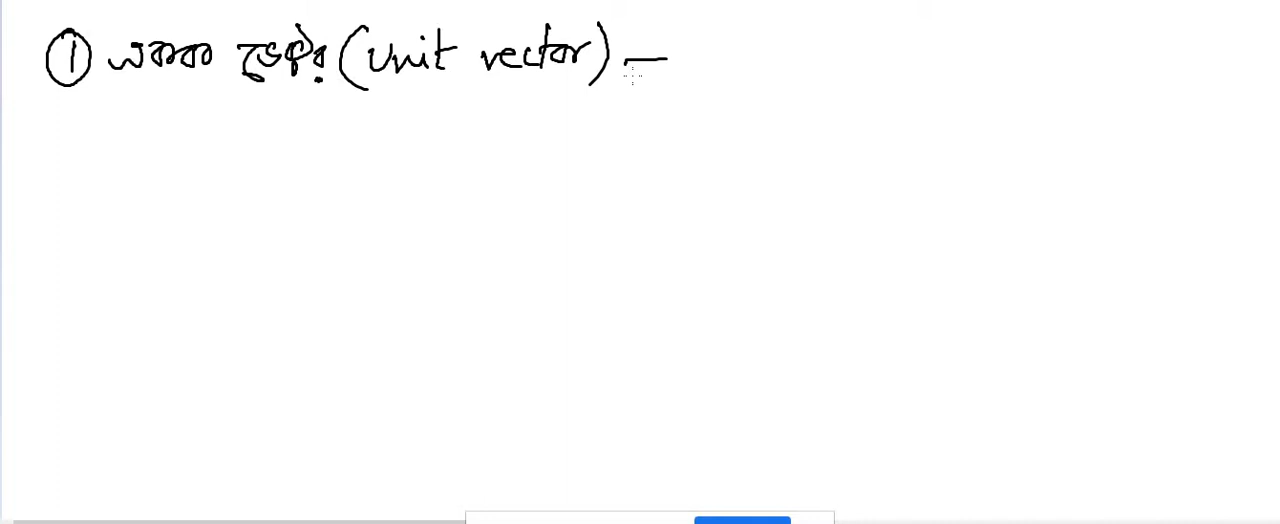 ① একক ভেক্টর (unit vector) —